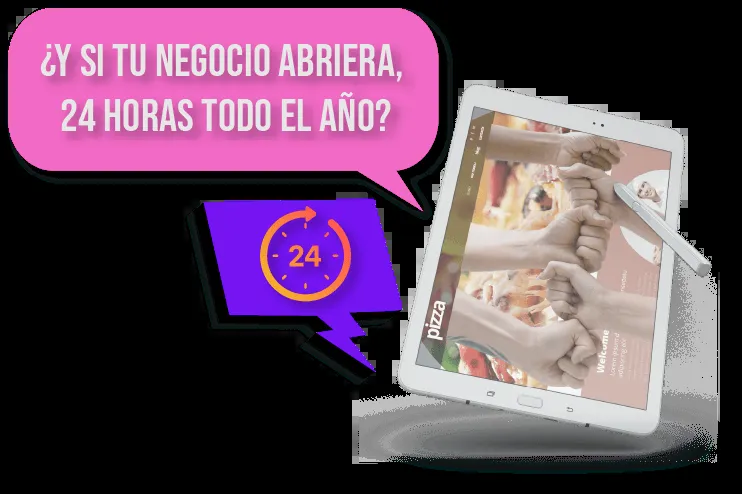 ¿Y SI TU NEGOCIO ABRIERA,
24 HORAS TODO EL AÑO?
24
pizza
Welcome